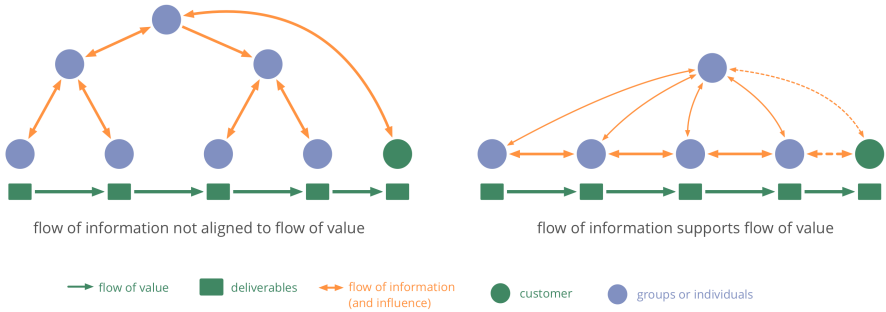 flow of information not aligned to flow of value
flow of information supports flow of value
flow of value
deliverables
flow of information
(and influence)
customer
groups or individuals